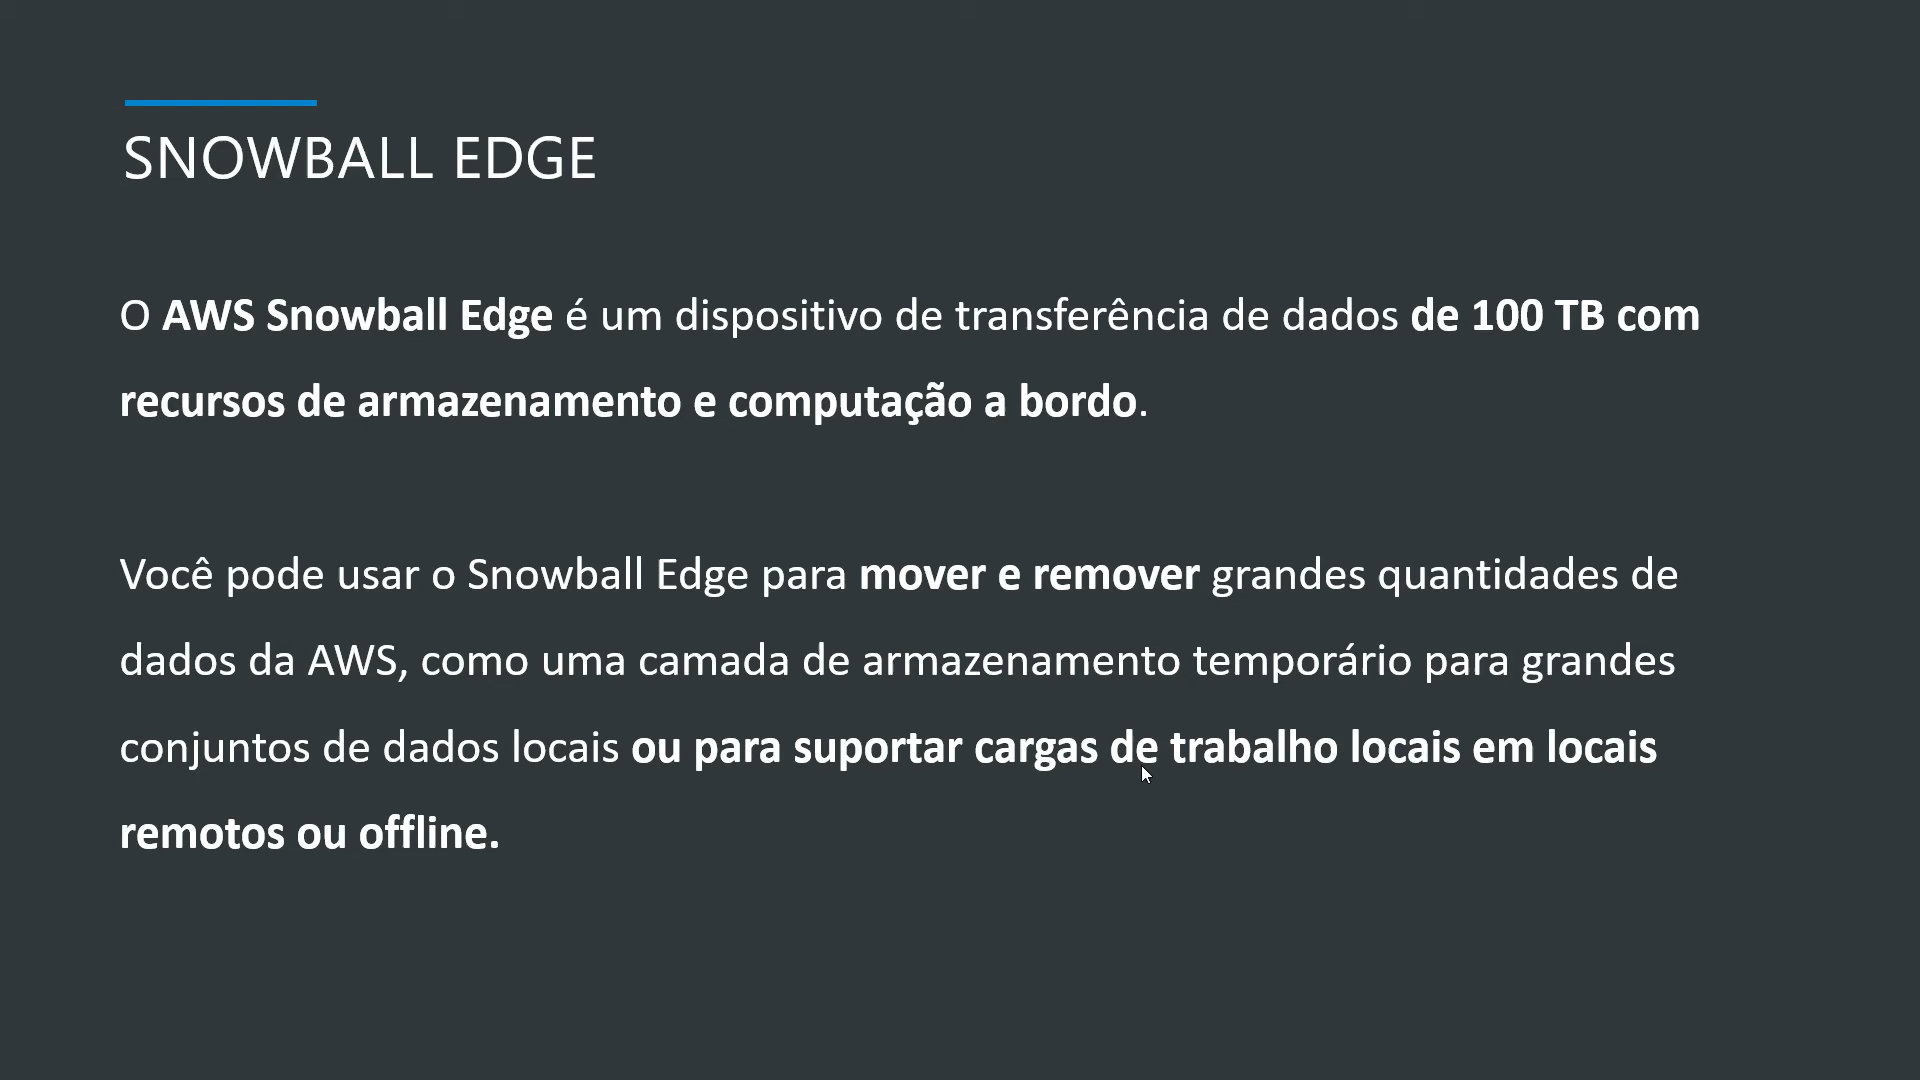 SNOWBALL EDGE
O AWS Snowball Edge é um dispositivo de transferência de dados de 100 TB com
recursos de armazenamento e computação a bordo.
Você pode usar o Snowball Edge para mover e remover grandes quantidades de
dados da AWS, como uma camada de armazenamento temporário para grandes
conjuntos de dados locais ou para suportar cargas de trabalho locais em locais
remotos ou offline.